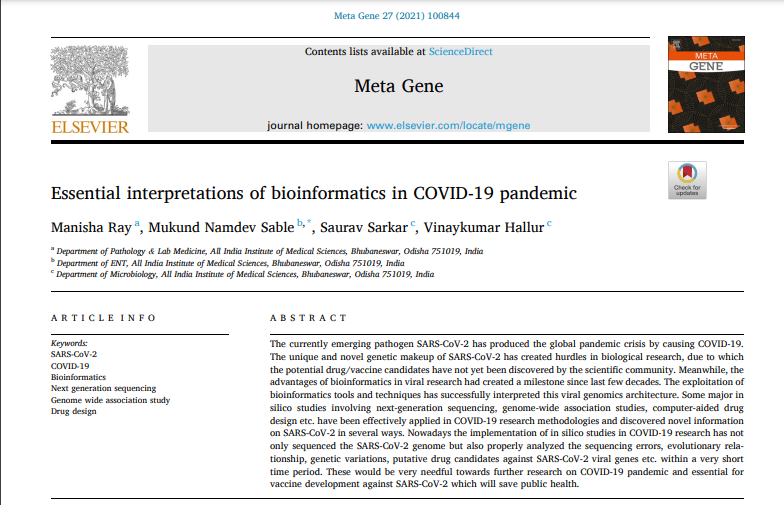 Meta Gene 27 (2021) 100844
Contents lists available at ScienceDirect
Meta Gene
journal homepage: www.elsevier.com/locate/mgene
ELSEVIER
META
GENE
Check for
updates
Essential interpretations of bioinformatics in COVID-19 pandemic
Manisha Ray a, Mukund Namdev Sable b,*, Saurav Sarkar c, Vinaykumar Hallur c
a Department of Pathology & Lab Medicine, All India Institute of Medical Sciences, Bhubaneswar, Odisha 751019, India
b Department of ENT, All India Institute of Medical Sciences, Bhubaneswar, Odisha 751019, India
c Department of Microbiology, All India Institute of Medical Sciences, Bhubaneswar, Odisha 751019, India
ARTICLE INFO
Keywords:
SARS-CoV-2
COVID-19
Bioinformatics
Next generation sequencing
Genome wide association study
Drug design
ABSTRACT
The currently emerging pathogen SARS-CoV-2 has produced the global pandemic crisis by causing COVID-19.
The unique and novel genetic makeup of SARS-CoV-2 has created hurdles in biological research, due to which
the potential drug/vaccine candidates have not yet been discovered by the scientific community. Meanwhile, the
advantages of bioinformatics in viral research had created a milestone since last few decades. The exploitation of
bioinformatics tools and techniques has successfully interpreted this viral genomics architecture. Some major in
silico studies involving next-generation sequencing, genome-wide association studies, computer-aided drug
design etc. have been effectively applied in COVID-19 research methodologies and discovered novel information
on SARS-CoV-2 in several ways. Nowadays the implementation of in silico studies in COVID-19 research has not
only sequenced the SARS-CoV-2 genome but also properly analyzed the sequencing errors, evolutionary rela-
tionship, genetic variations, putative drug candidates against SARS-CoV-2 viral genes etc. within a very short
time period. These would be very needful towards further research on COVID-19 pandemic and essential for
vaccine development against SARS-CoV-2 which will save public health.